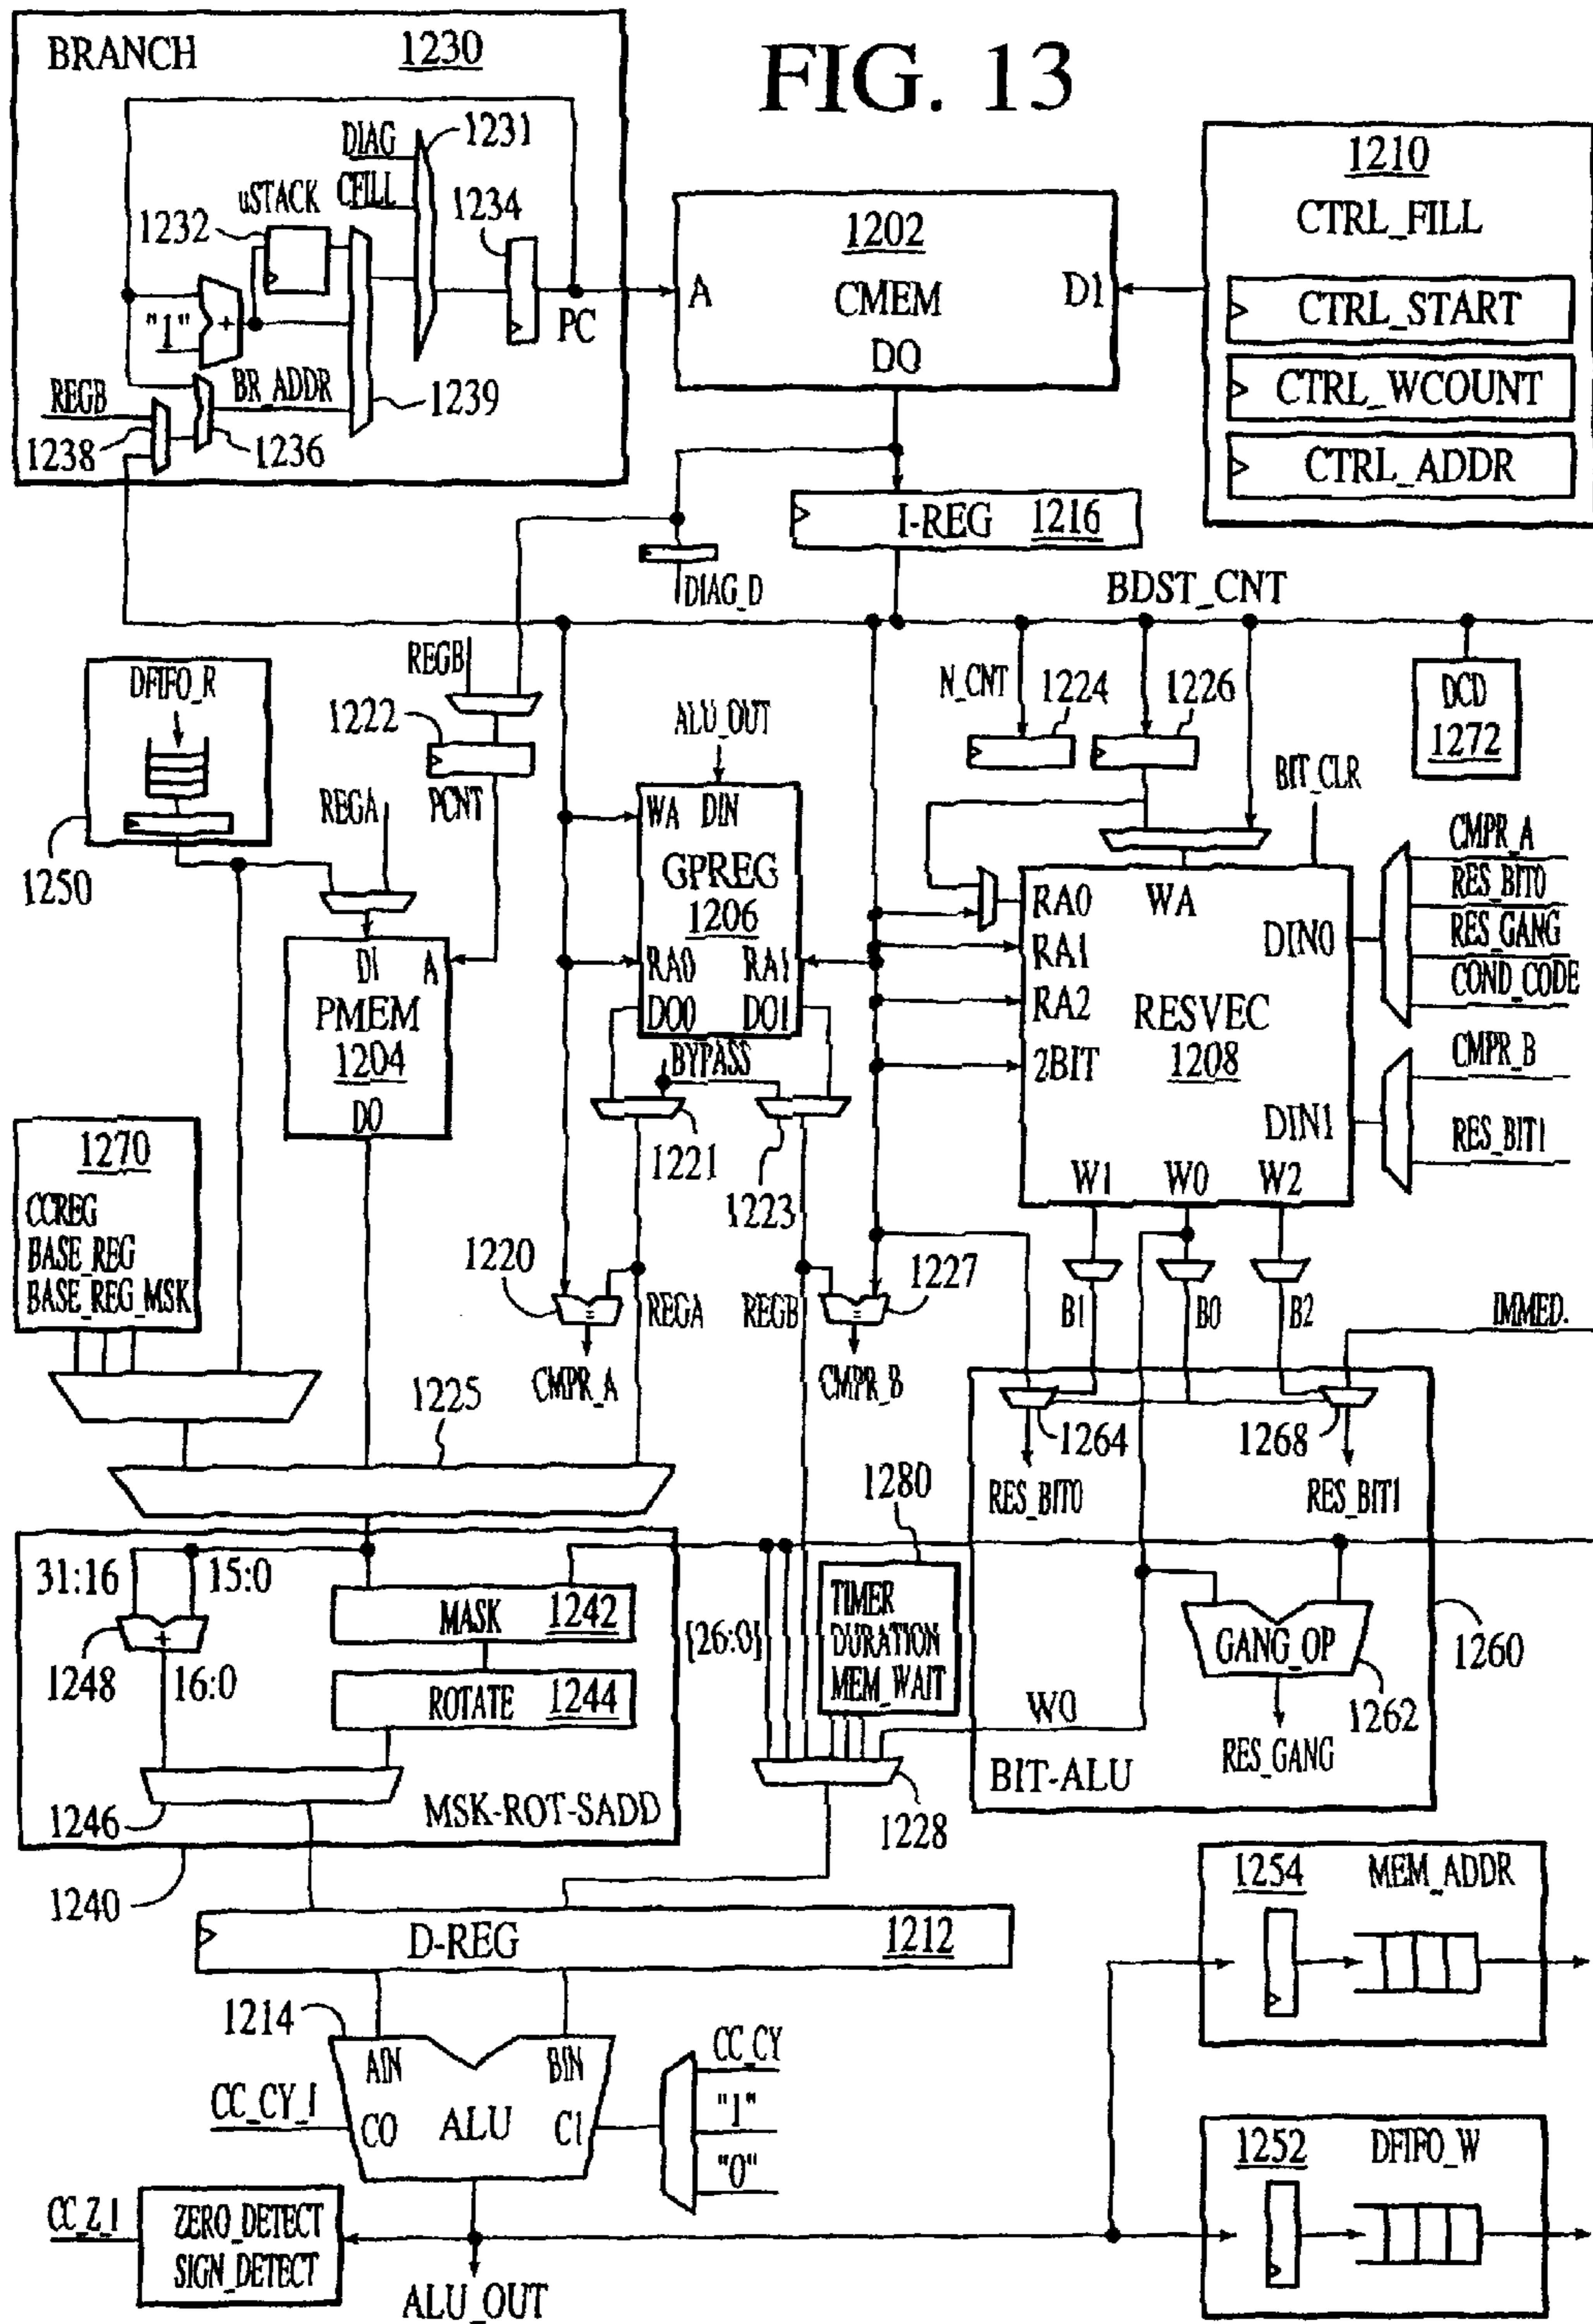 FIG. 13
BRANCH 1230
DIAG
1231
CFILL
uSTACK
1232
1234
"1"
+
PC
REGB
BR_ADDR
1239
1238
1236
1202
A
CMEM
D1
DO
1210
CTRL_FILL
CTRL_START
CTRL_WCOUNT
CTRL_ADDR
I-REG 1216
DIAG_D
BDST_CNT
DFIFO_R
REGB
1222
ALU_OUT
N_CNT
1224
1226
DCD
1272
BIT_CLR
REGA
PCNT
1250
WA DIN
GPREG
1206
RA0 RA1
DO0 DO1
BYPASS
DI A
PMEM
1204
DO
RA0 WA
RA1
RA2
2BIT
RESVEC
1208
DIN0
DIN1
W1 W0 W2
CMPR_A
RES_BIT0
RES_GANG
COND_CODE
CMPR_B
RES_BIT1
1270
CCREG
BASE_REG
BASE_REG_MSK
1221
1223
1220
=
REGA
REGB
=
1227
CMPR_A
CMPR_B
B1
B0
B2
IMMED.
1225
1264
1268
RES_BIT0
RES_BIT1
1280
TIMER
DURATION
MEM_WAIT
31:16
15:0
+
1248
16:0
MASK 1242
ROTATE 1244
[26:0]
W0
GANG_OP
1260
1262
RES_GANG
BIT-ALU
1246
MSK-ROT-SADD
1228
1240
D-REG 1212
1254 MEM_ADDR
1214
AIN BIN
CC_CY_I
CO ALU CI
CC_CY
"1"
"0"
1252 DFIFO_W
CC_Z_I
ZERO_DETECT
SIGN_DETECT
ALU_OUT